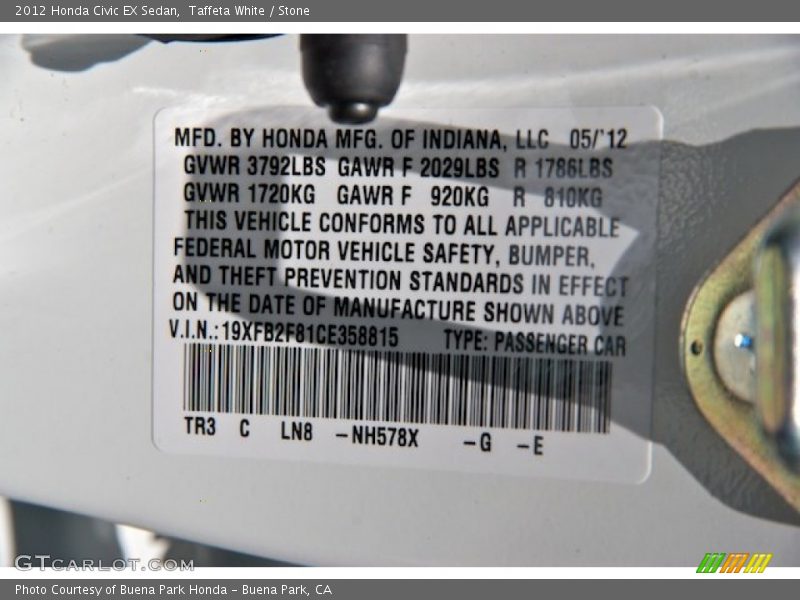 2012 Honda Civic EX Sedan,  Taffeta White / Stone
MFD. BY HONDA MFG. OF INDIANA, LLC 05/'12
GVWR 3792LBS GAWR F 2029LBS R 1786LBS
GVWR 1720KG GAWR F 920KG R 810KG
THIS VEHICLE CONFORMS TO ALL APPLICABLE
FEDERAL MOTOR VEHICLE SAFETY, BUMPER,
AND THEFT PREVENTION STANDARDS IN EFFECT
ON THE DATE OF MANUFACTURE SHOWN ABOVE
V.I.N.: 19XFB2F81CE358815 TYPE: PASSENGER CAR
TR3 C LN8 -NH578X -G -E
GTCARLOT.COM
Photo Courtesy of Buena Park Honda - Buena Park, CA